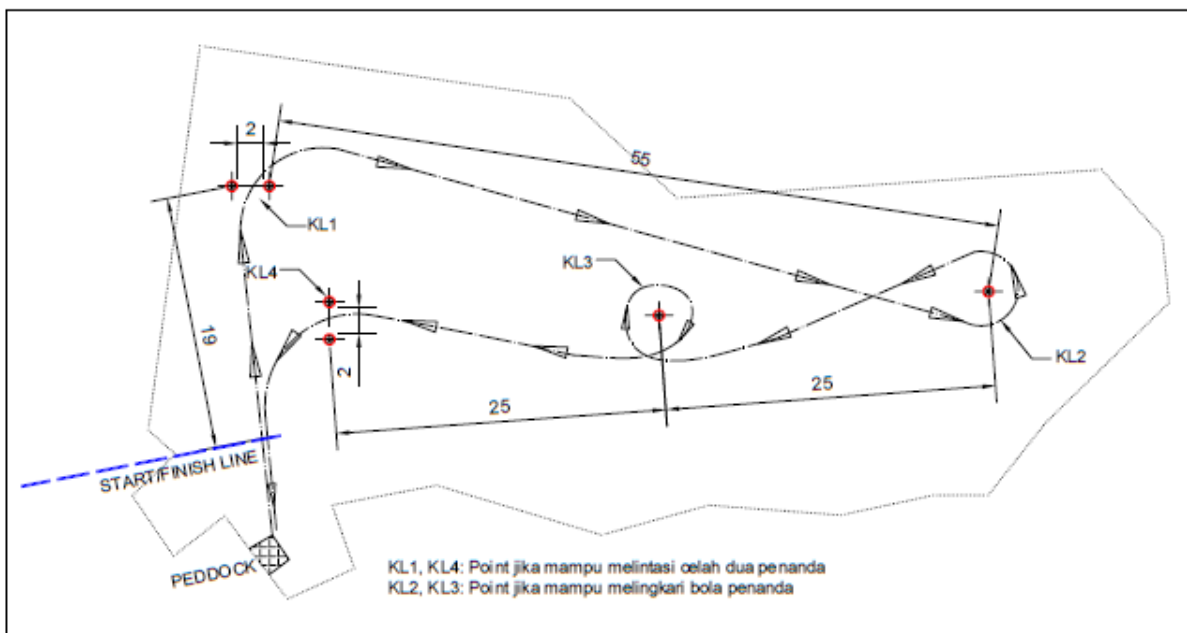 2
55
KL1
KL3
KL4
19
2
KL2
25
25
START/FINISH LINE
PEDDOCK
KL1, KL4: Point jika mampu melintasi celah dua penanda
KL2, KL3: Point jika mampu melingkari bola penanda